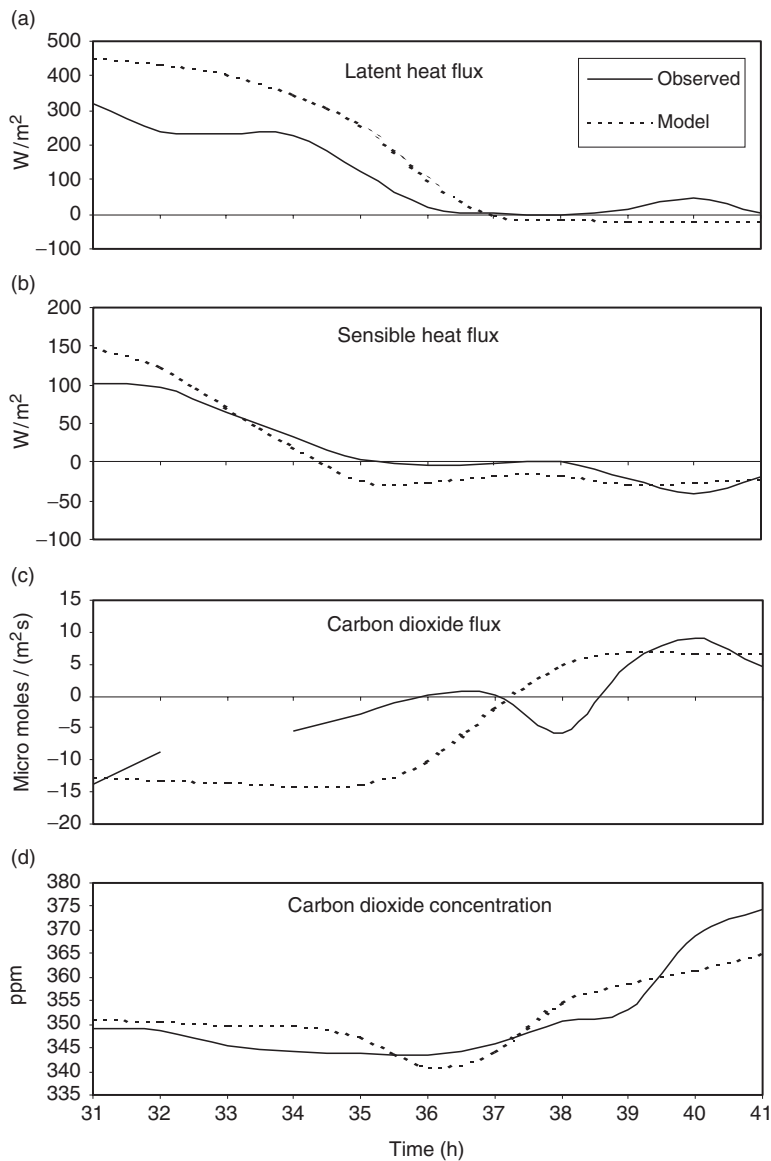 (a)
500
400
300
200
100
0
−100
W/m²
Latent heat flux
Observed
Model
(b)
200
150
100
50
0
−50
−100
W/m²
Sensible heat flux
(c)
15
10
5
0
−5
−10
−15
−20
Micro moles / (m²s)
Carbon dioxide flux
(d)
380
375
370
365
360
355
350
345
340
335
ppm
Carbon dioxide concentration
31 32 33 34 35 36 37 38 39 40 41
Time (h)